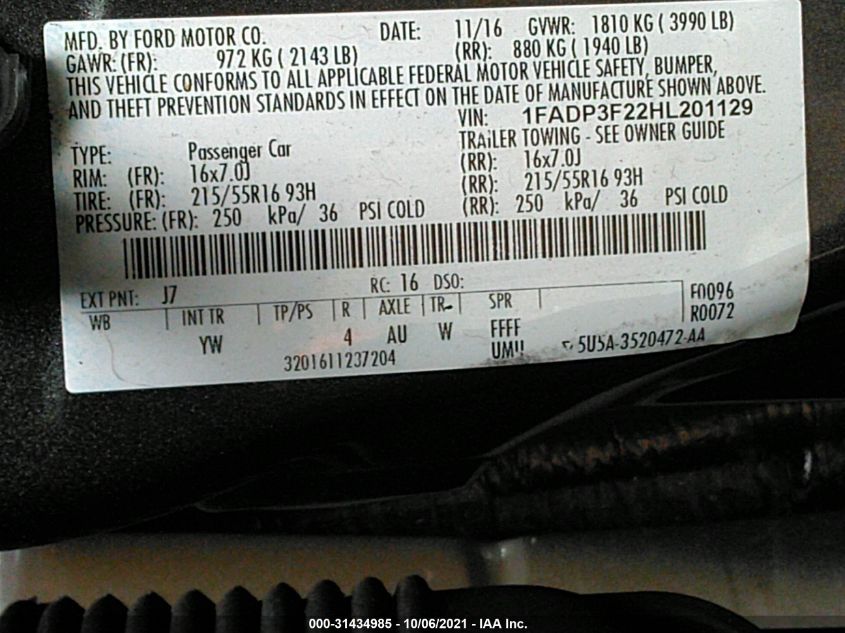 MFD. BY FORD MOTOR CO. DATE: 11/16 GVWR: 1810 KG ( 3990 LB)
GAWR: (FR): 972 KG ( 2143 LB) (RR): 880 KG ( 1940 LB)
THIS VEHICLE CONFORMS TO ALL APPLICABLE FEDERAL MOTOR VEHICLE SAFETY, BUMPER,
AND THEFT PREVENTION STANDARDS IN EFFECT ON THE DATE OF MANUFACTURE SHOWN ABOVE.
VIN: 1FADP3F22HL201129
TRAILER TOWING - SEE OWNER GUIDE
TYPE: Passenger Car
RIM: (FR): 16x7.0J (RR): 16x7.0J
TIRE: (FR): 215/55R16 93H (RR): 215/55R16 93H
PRESSURE: (FR): 250 kPa/ 36 PSI COLD (RR): 250 kPa/ 36 PSI COLD
EXT PNT: J7 RC: 16 DSO:
WB INT TR TP/PS R AXLE TR SPR F0096
R0072
YW 4 AU W FFFF
UM 5U5A-3520472-AA
3201611237204
000-31434985 - 10/06/2021 - IAA Inc.